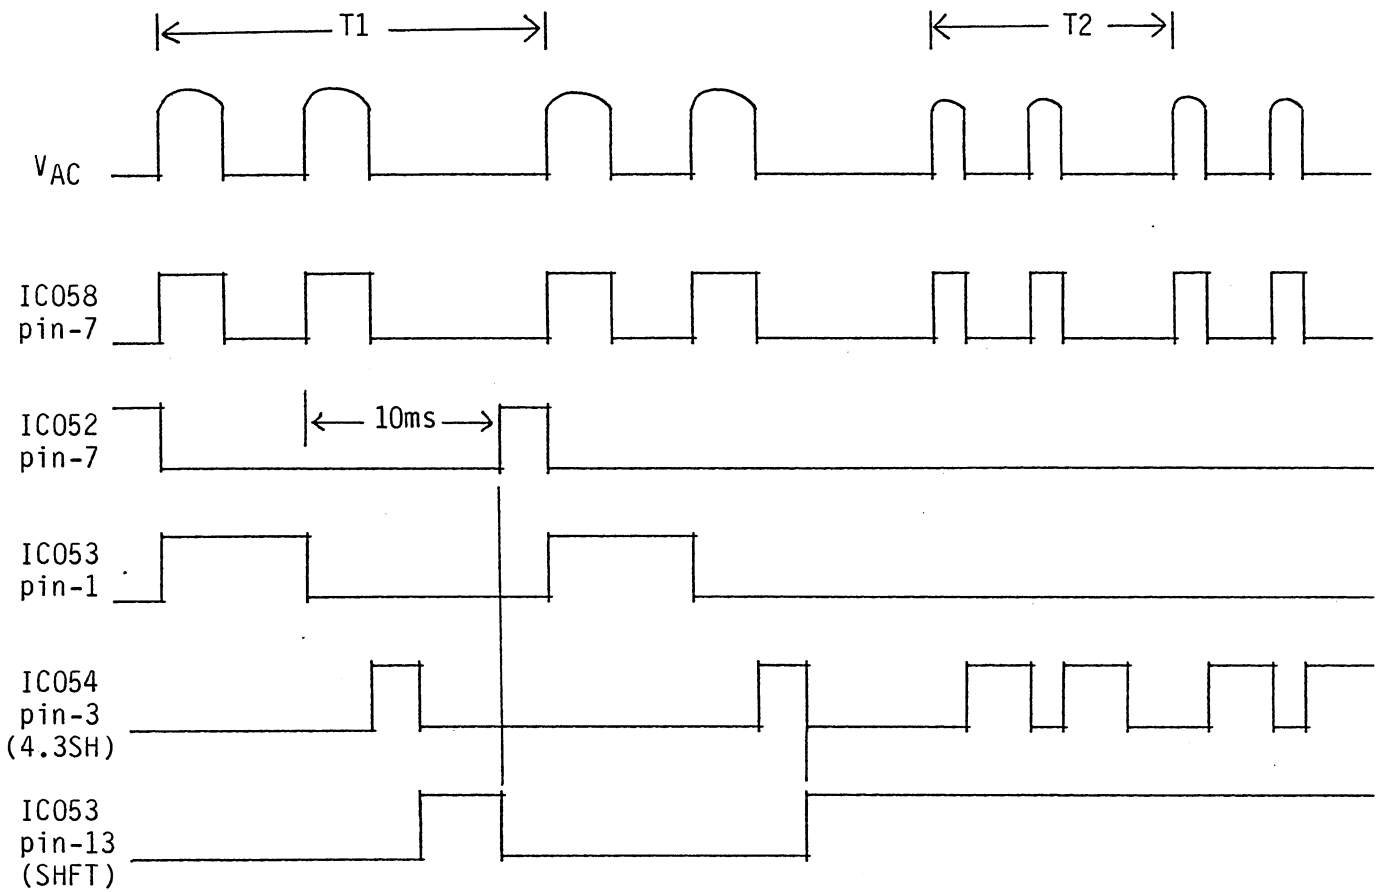 T1
T2
VAC
IC058
pin-7
IC052
pin-7
10ms
IC053
pin-1
IC054
pin-3
(4.3SH)
IC053
pin-13
(SHFT)